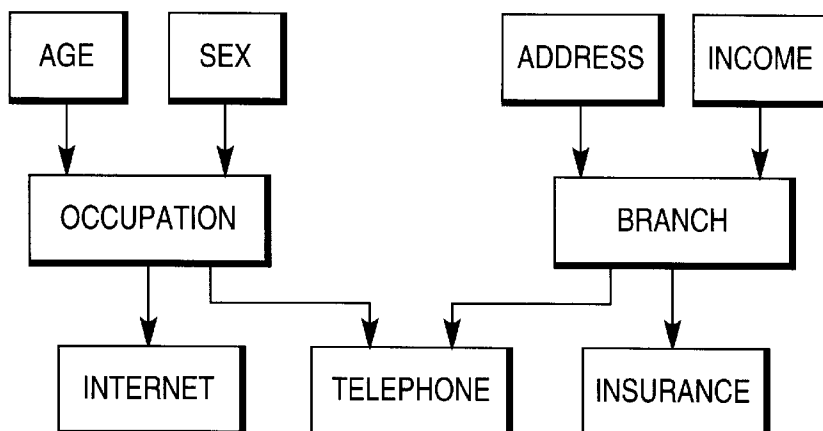 AGE
SEX
ADDRESS
INCOME
OCCUPATION
BRANCH
INTERNET
TELEPHONE
INSURANCE